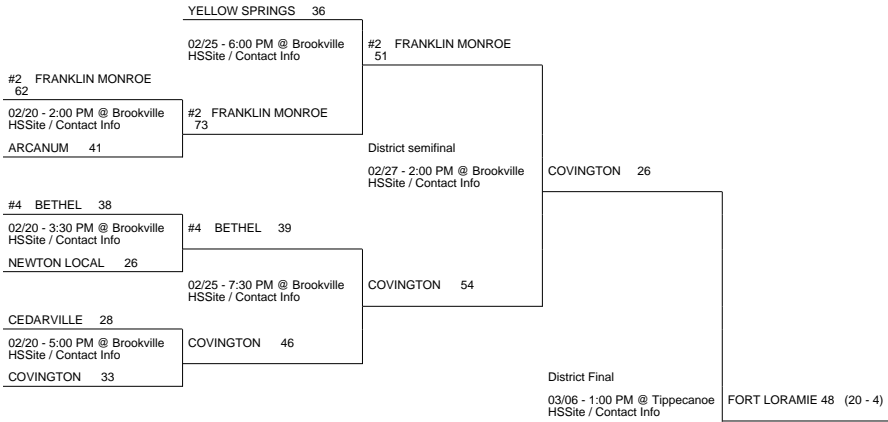 YELLOW SPRINGS 36
02/25 - 6:00 PM @ Brookville
HSSite / Contact Info
#2 FRANKLIN MONROE
51
#2 FRANKLIN MONROE
62
02/20 - 2:00 PM @ Brookville
HSSite / Contact Info
#2 FRANKLIN MONROE
73
ARCANUM 41
District semifinal
02/27 - 2:00 PM @ Brookville
HSSite / Contact Info
COVINGTON 26
#4 BETHEL 38
02/20 - 3:30 PM @ Brookville
HSSite / Contact Info
#4 BETHEL 39
NEWTON LOCAL 26
02/25 - 7:30 PM @ Brookville
HSSite / Contact Info
COVINGTON 54
CEDARVILLE 28
02/20 - 5:00 PM @ Brookville
HSSite / Contact Info
COVINGTON 46
COVINGTON 33
District Final
03/06 - 1:00 PM @ Tippecanoe
HSSite / Contact Info
FORT LORAMIE 48 (20 - 4)